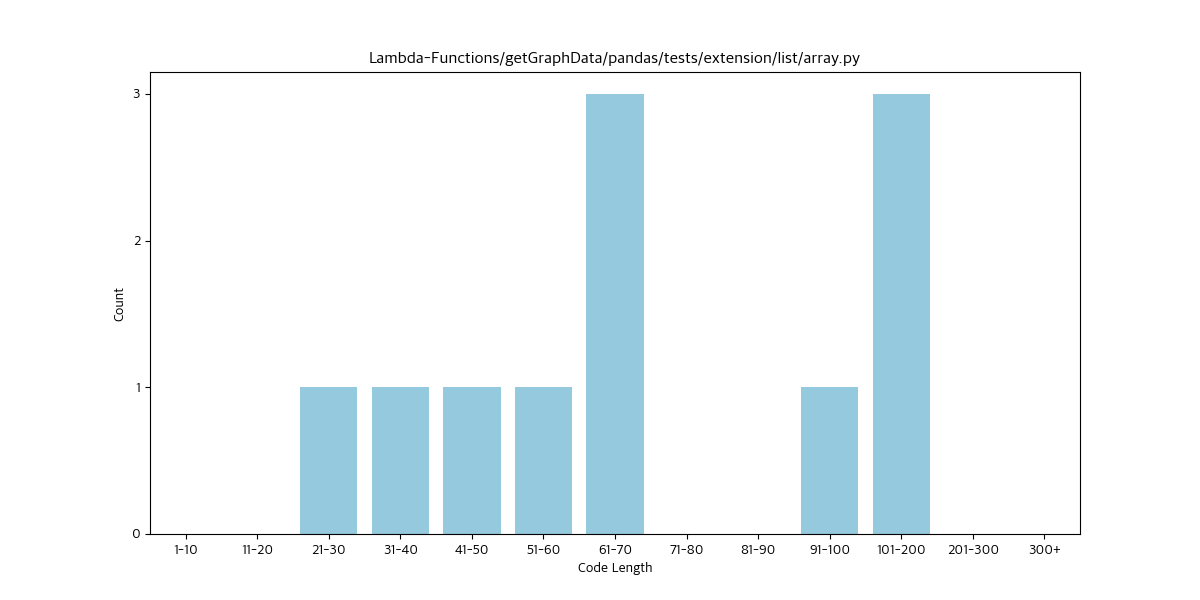 Lambda-Functions/getGraphData/pandas/tests/extension/list/array.py
3
2
1
0
Count
1-10 11-20 21-30 31-40 41-50 51-60 61-70 71-80 81-90 91-100 101-200 201-300 300+
Code Length